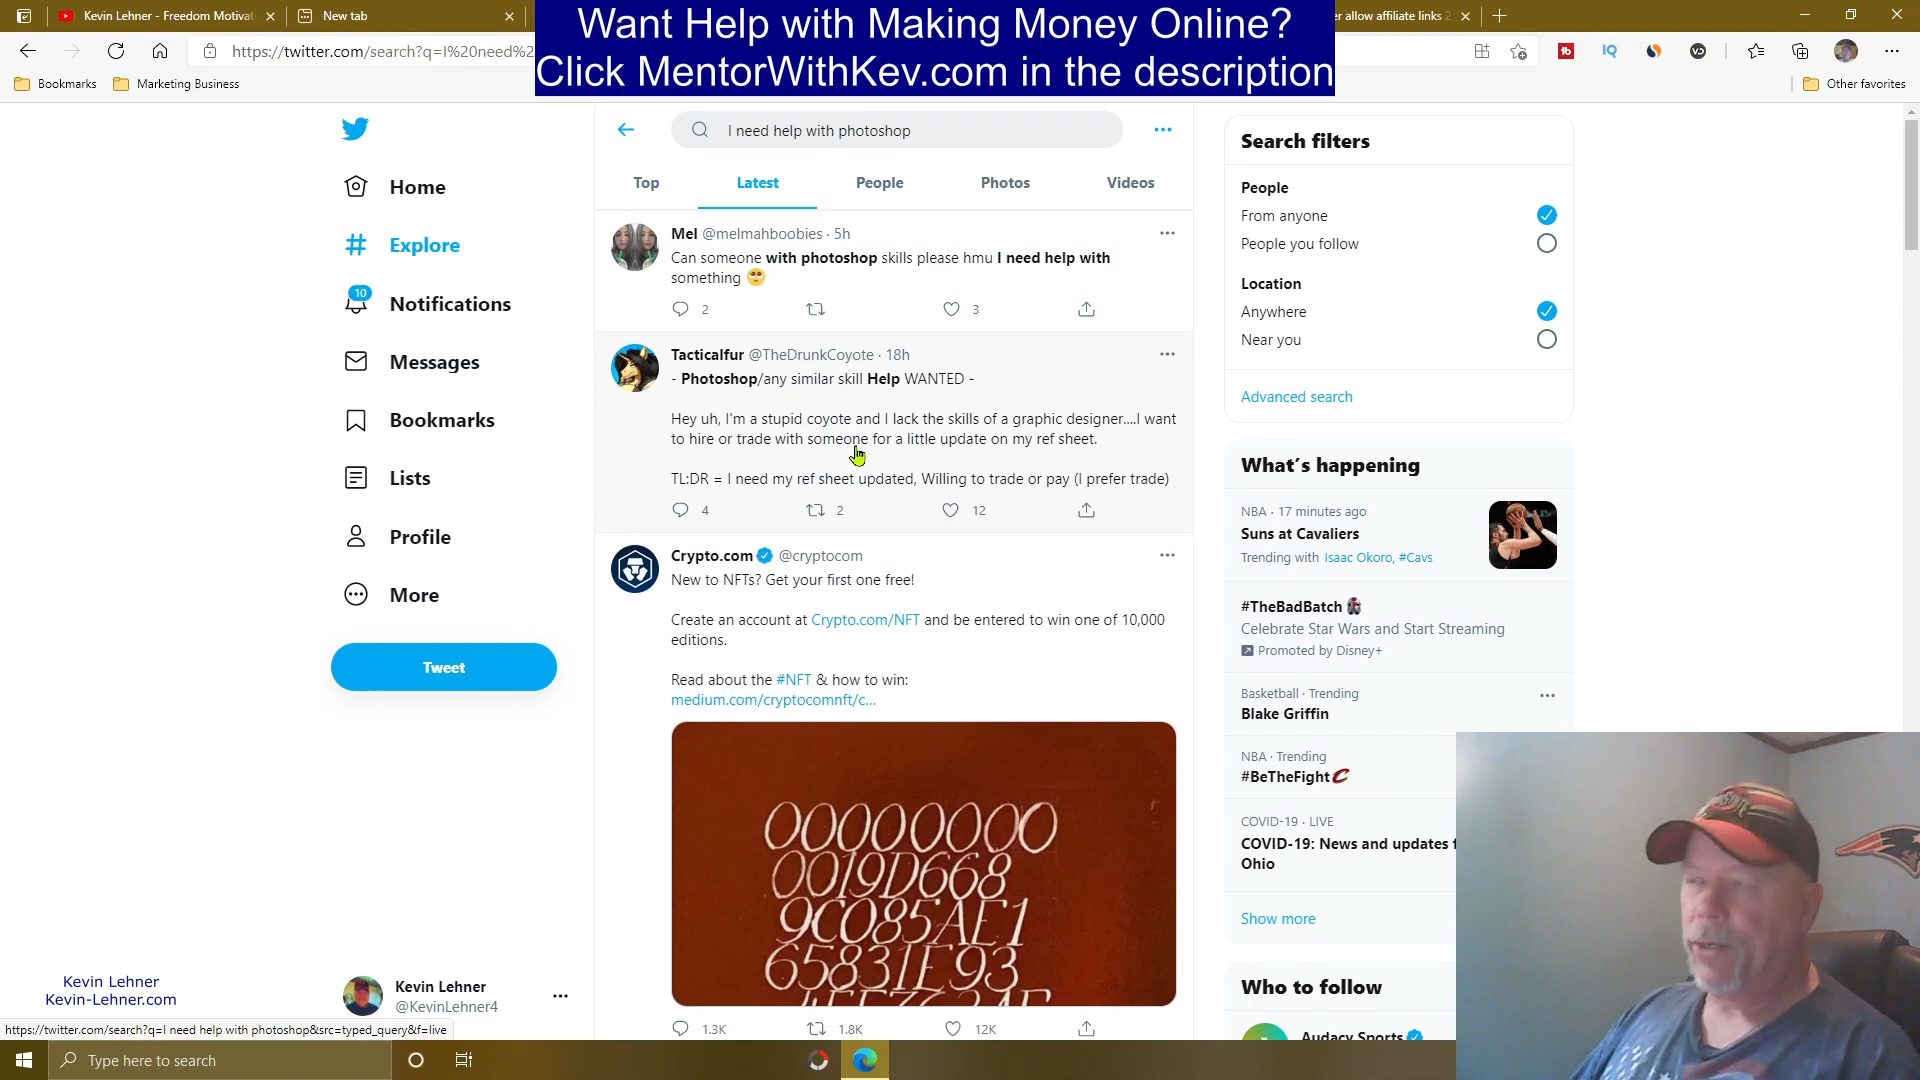 Kevin Lehner - Freedom Motivat
New tab
Want Help with Making Money Online?
Click MentorWithKev.com in the description
er allow affiliate links 2
https://twitter.com/search?q=I%20need%2
Bookmarks
Marketing Business
Other favorites
I need help with photoshop
Top
Latest
People
Photos
Videos
Home
Explore
10
Notifications
Messages
Bookmarks
Lists
Profile
More
Tweet
Mel @melmahboobies · 5h
Can someone with photoshop skills please hmu I need help with
something 🥺
2
3
Tacticalfur @TheDrunkCoyote · 18h
- Photoshop/any similar skill Help WANTED -
Hey uh, I'm a stupid coyote and I lack the skills of a graphic designer....I want
to hire or trade with someone for a little update on my ref sheet.
TL:DR = I need my ref sheet updated, Willing to trade or pay (I prefer trade)
4
2
12
Crypto.com @cryptocom
New to NFTs? Get your first one free!
Create an account at Crypto.com/NFT and be entered to win one of 10,000
editions.
Read about the #NFT & how to win:
medium.com/cryptocomnft/c...
00000000
0019D668
9C085AE1
65831E93
1.3K
1.8K
12K
Search filters
People
From anyone
People you follow
Location
Anywhere
Near you
Advanced search
What's happening
NBA · 17 minutes ago
Suns at Cavaliers
Trending with Isaac Okoro, #Cavs
#TheBadBatch
Celebrate Star Wars and Start Streaming
Promoted by Disney+
Basketball · Trending
Blake Griffin
NBA · Trending
#BeTheFight
COVID-19 · LIVE
COVID-19: News and updates f
Ohio
Show more
Who to follow
Audacy Sports
Kevin Lehner
Kevin-Lehner.com
Kevin Lehner
@KevinLehner4
https://twitter.com/search?q=I need help with photoshop&src=typed_query&f=live
Type here to search